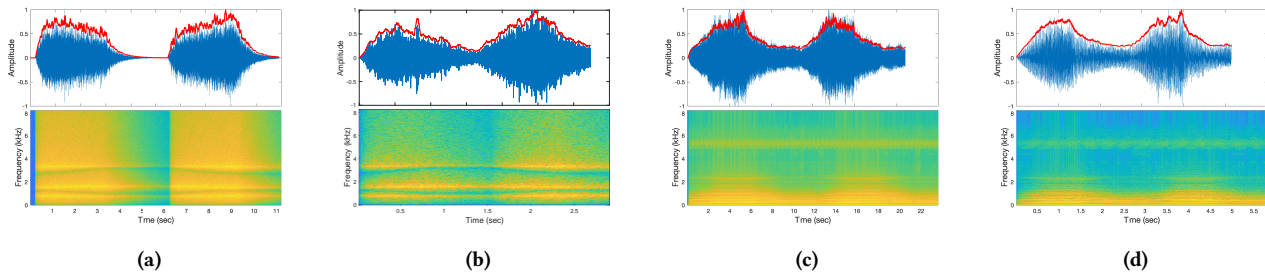 1
0.5
0
-0.5
-1
Amplitude
8
6
4
2
0
Frequency (kHz)
1 2 3 4 5 6 7 8 9 10 11
Tme (sec)
(a)
1
0.5
0
-0.5
-1
Amplitude
8
6
4
2
0
Frequency (kHz)
0.5 1 1.5 2 2.5
Time (sec)
(b)
1
0.5
0
-0.5
-1
Amplitude
8
6
4
2
0
Frequency (kHz)
2 4 6 8 10 12 14 16 18 20 22
Tme (sec)
(c)
1
0.5
0
-0.5
-1
Amplitude
8
6
4
2
0
Frequency (kHz)
0.5 1 1.5 2 2.5 3 3.5 4 4.5 5 5.5
Tme (sec)
(d)